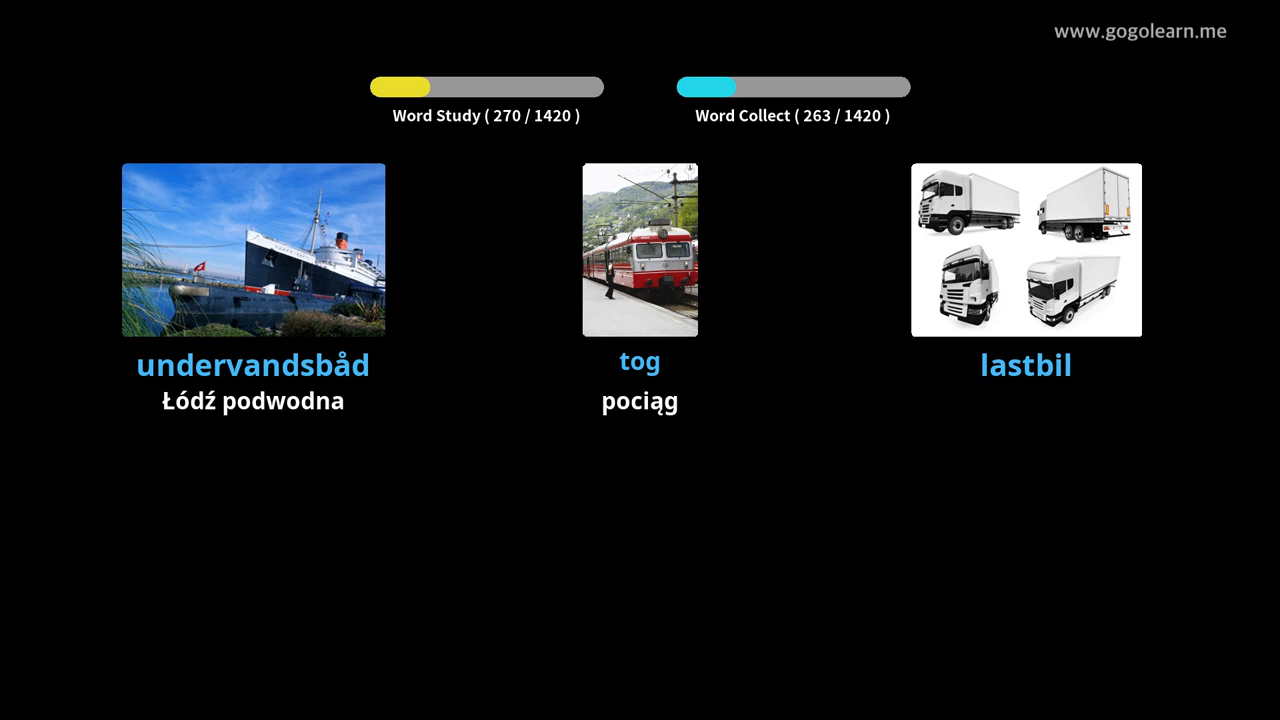 www.gogolearn.me
Word Study ( 270 / 1420 )
Word Collect ( 263 / 1420 )
undervandsbåd
tog
lastbil
Łódź podwodna
pociąg